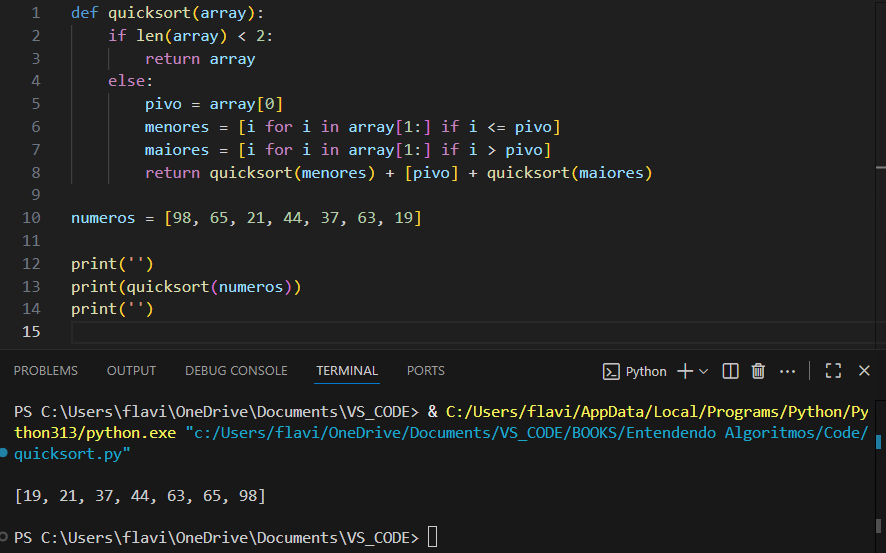 1 def quicksort(array):
2     if len(array) < 2:
3         return array
4     else:
5         pivo = array[0]
6         menores = [i for i in array[1:] if i <= pivo]
7         maiores = [i for i in array[1:] if i > pivo]
8         return quicksort(menores) + [pivo] + quicksort(maiores)
9
10 numeros = [98, 65, 21, 44, 37, 63, 19]
11
12 print('')
13 print(quicksort(numeros))
14 print('')
15
PROBLEMS OUTPUT DEBUG CONSOLE TERMINAL PORTS Python
PS C:\Users\flavi\OneDrive\Documents\VS_CODE> & C:/Users/flavi/AppData/Local/Programs/Python/Py
thon313/python.exe "c:/Users/flavi/OneDrive/Documents/VS_CODE/BOOKS/Entendendo Algoritmos/Code/
quicksort.py"
[19, 21, 37, 44, 63, 65, 98]
PS C:\Users\flavi\OneDrive\Documents\VS_CODE>